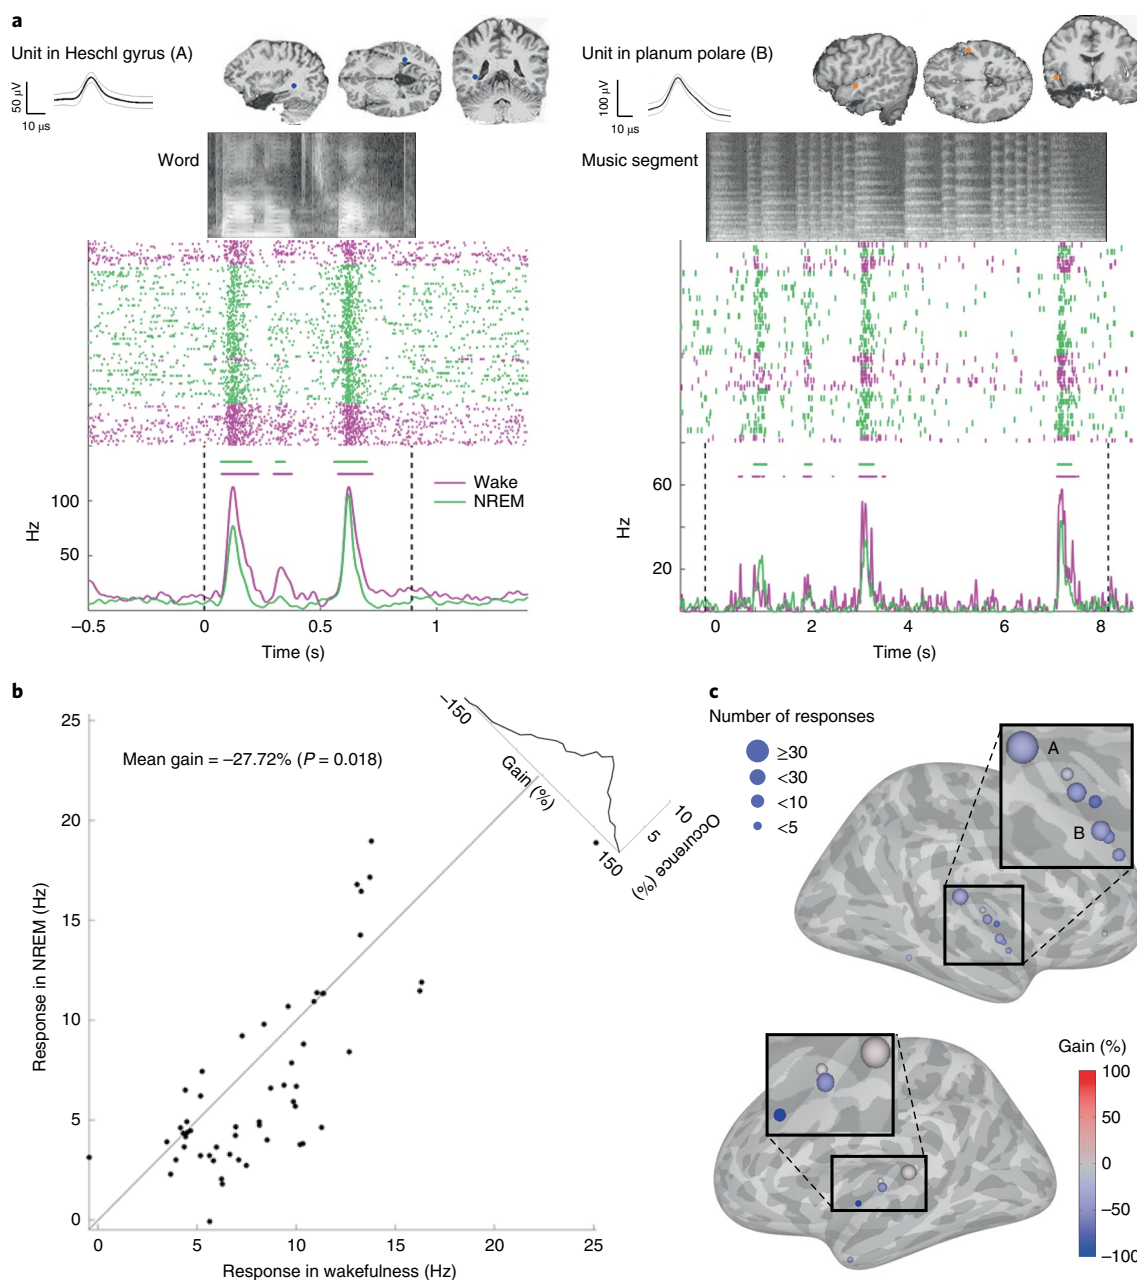 a
Unit in Heschl gyrus (A)
50 μV
10 μs
Word
100
50
Hz
Wake
NREM
–0.5
0
0.5
1
Time (s)
Unit in planum polare (B)
100 μV
10 μs
Music segment
60
20
Hz
0
2
4
6
8
Time (s)
b
25
20
15
10
5
0
Response in NREM (Hz)
Mean gain = –27.72% (P = 0.018)
–150
Gain (%)
150
10
5
Occurrence (%)
0
5
10
15
20
25
Response in wakefulness (Hz)
c
Number of responses
≥30
<30
<10
<5
A
B
Gain (%)
100
50
0
–50
–100